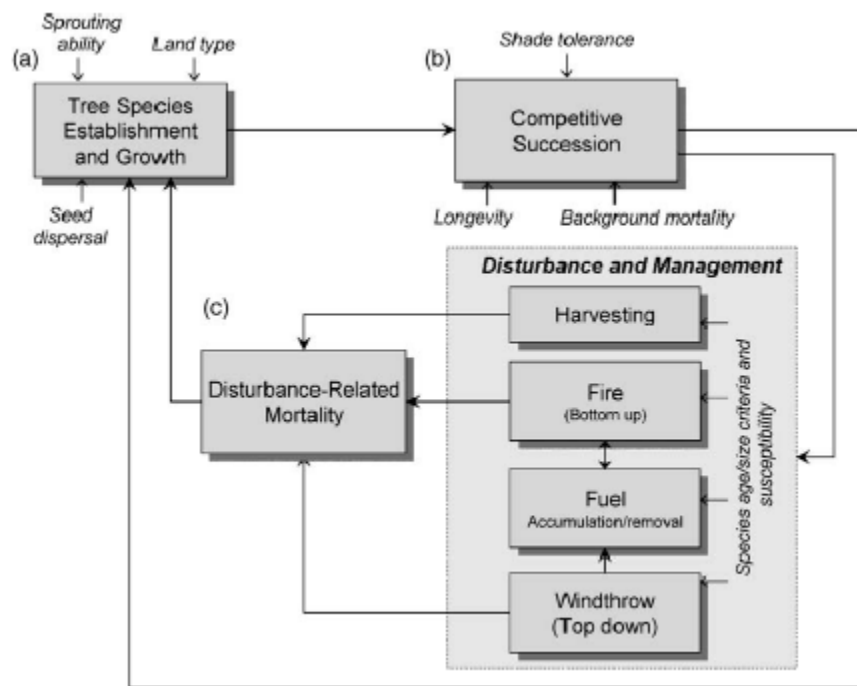 Sprouting
ability
Land type
(a)
Tree Species
Establishment
and Growth
Seed
dispersal
Shade tolerance
(b)
Competitive
Succession
Longevity
Background mortality
Disturbance and Management
(c)
Harvesting
Disturbance-Related
Mortality
Fire
(Bottom up)
Fuel
Accumulation/removal
Windthrow
(Top down)
Species age/size criteria and
susceptibility